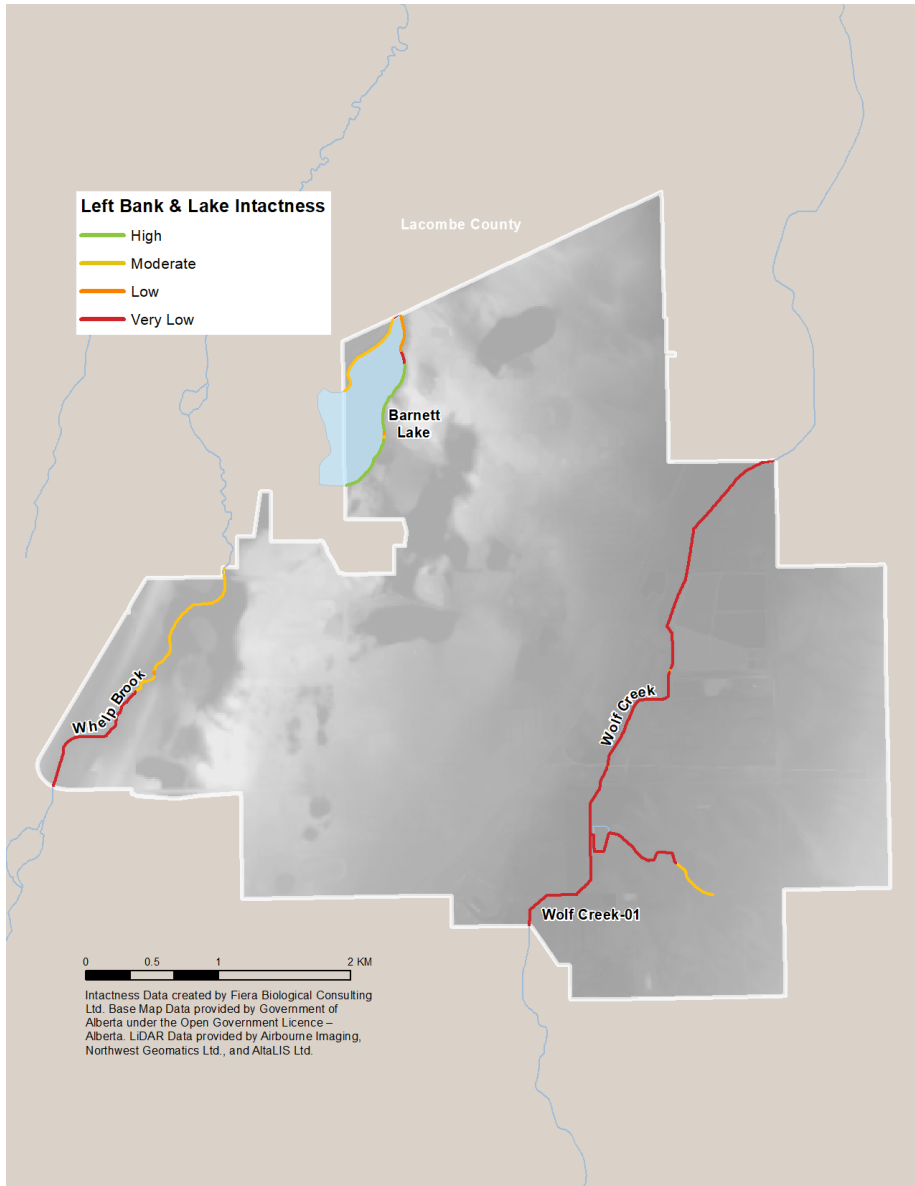 Lacombe County
Left Bank & Lake Intactness
High
Moderate
Low
Very Low
Barnett
Lake
Whelp Brook
Wolf Creek
Wolf Creek-01
0 0.5 1 2 KM
Intactness Data created by Fiera Biological Consulting
Ltd. Base Map Data provided by Government of
Alberta under the Open Government Licence –
Alberta. LiDAR Data provided by Airbourne Imaging,
Northwest Geomatics Ltd., and AltaLIS Ltd.